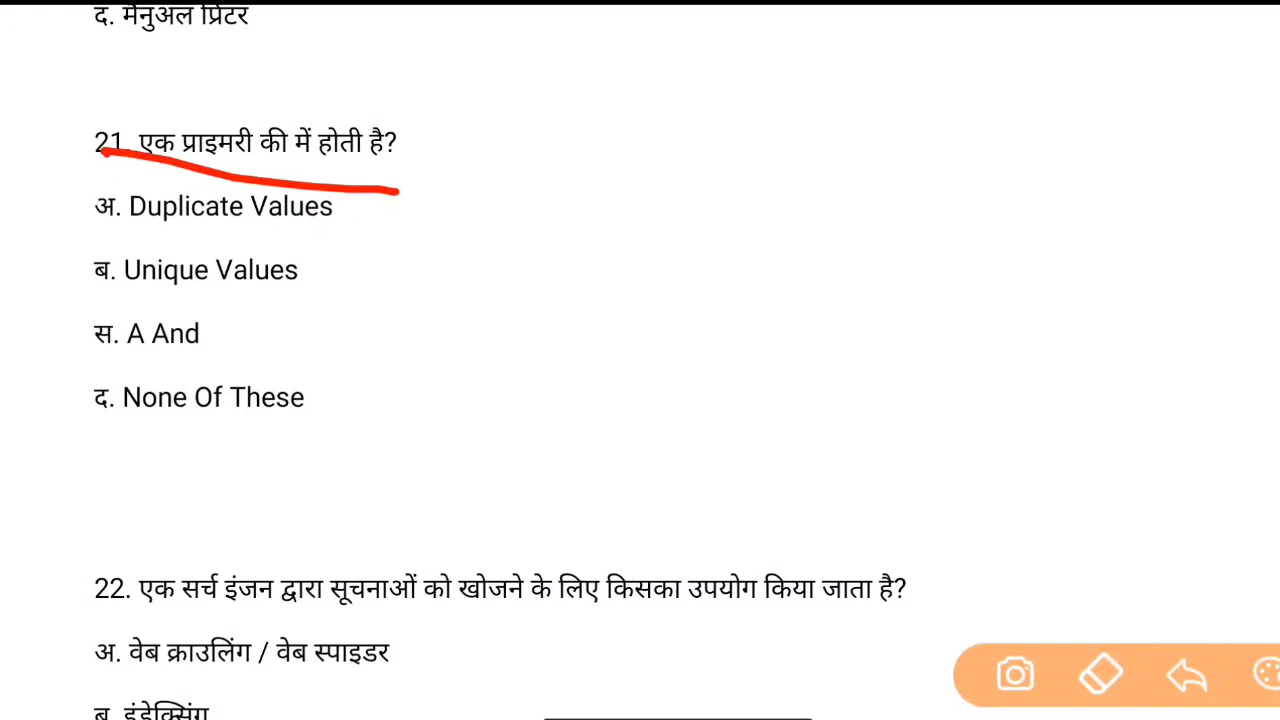 द. मैनुअल प्रिंटर
21. एक प्राइमरी की में होती है?
अ. Duplicate Values
ब. Unique Values
स. A And
द. None Of These
22. एक सर्च इंजन द्वारा सूचनाओं को खोजने के लिए किसका उपयोग किया जाता है?
अ. वेब क्राउलिंग / वेब स्पाइडर
ब. इंडेक्सिंग